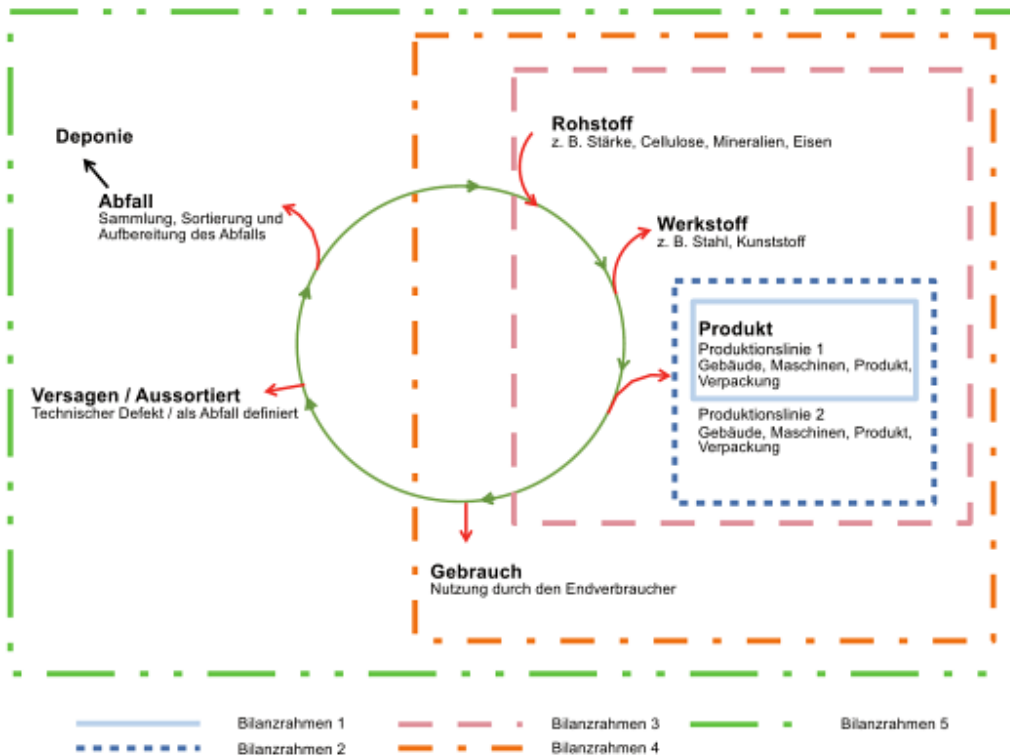 Deponie
Abfall
Sammlung, Sortierung und
Aufbereitung des Abfalls
Rohstoff
z. B. Stärke, Cellulose, Mineralien, Eisen
Werkstoff
z. B. Stahl, Kunststoff
Produkt
Produktionslinie 1
Gebäude, Maschinen, Produkt,
Verpackung
Produktionslinie 2
Gebäude, Maschinen, Produkt,
Verpackung
Versagen / Aussortiert
Technischer Defekt / als Abfall definiert
Gebrauch
Nutzung durch den Endverbraucher
Bilanzrahmen 1
Bilanzrahmen 2
Bilanzrahmen 3
Bilanzrahmen 4
Bilanzrahmen 5